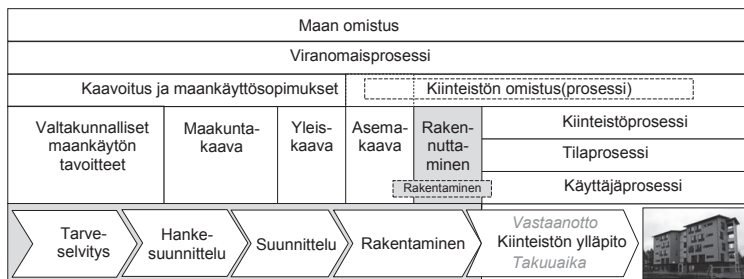 Maan omistus
Viranomaisprosessi
Kaavoitus ja maankäyttösopimukset
Kiinteistön omistus(prosessi)
Valtakunnalliset
maankäytön
tavoitteet
Maakunta-
kaava
Yleis-
kaava
Asema-
kaava
Raken-
nutta-
minen
Rakentaminen
Kiinteistöprosessi
Tilaprosessi
Käyttäjäprosessi
Tarve-
selvitys
Hanke-
suunnittelu
Suunnittelu
Rakentaminen
Vastaanotto
Kiinteistön ylläpito
Takuuaika